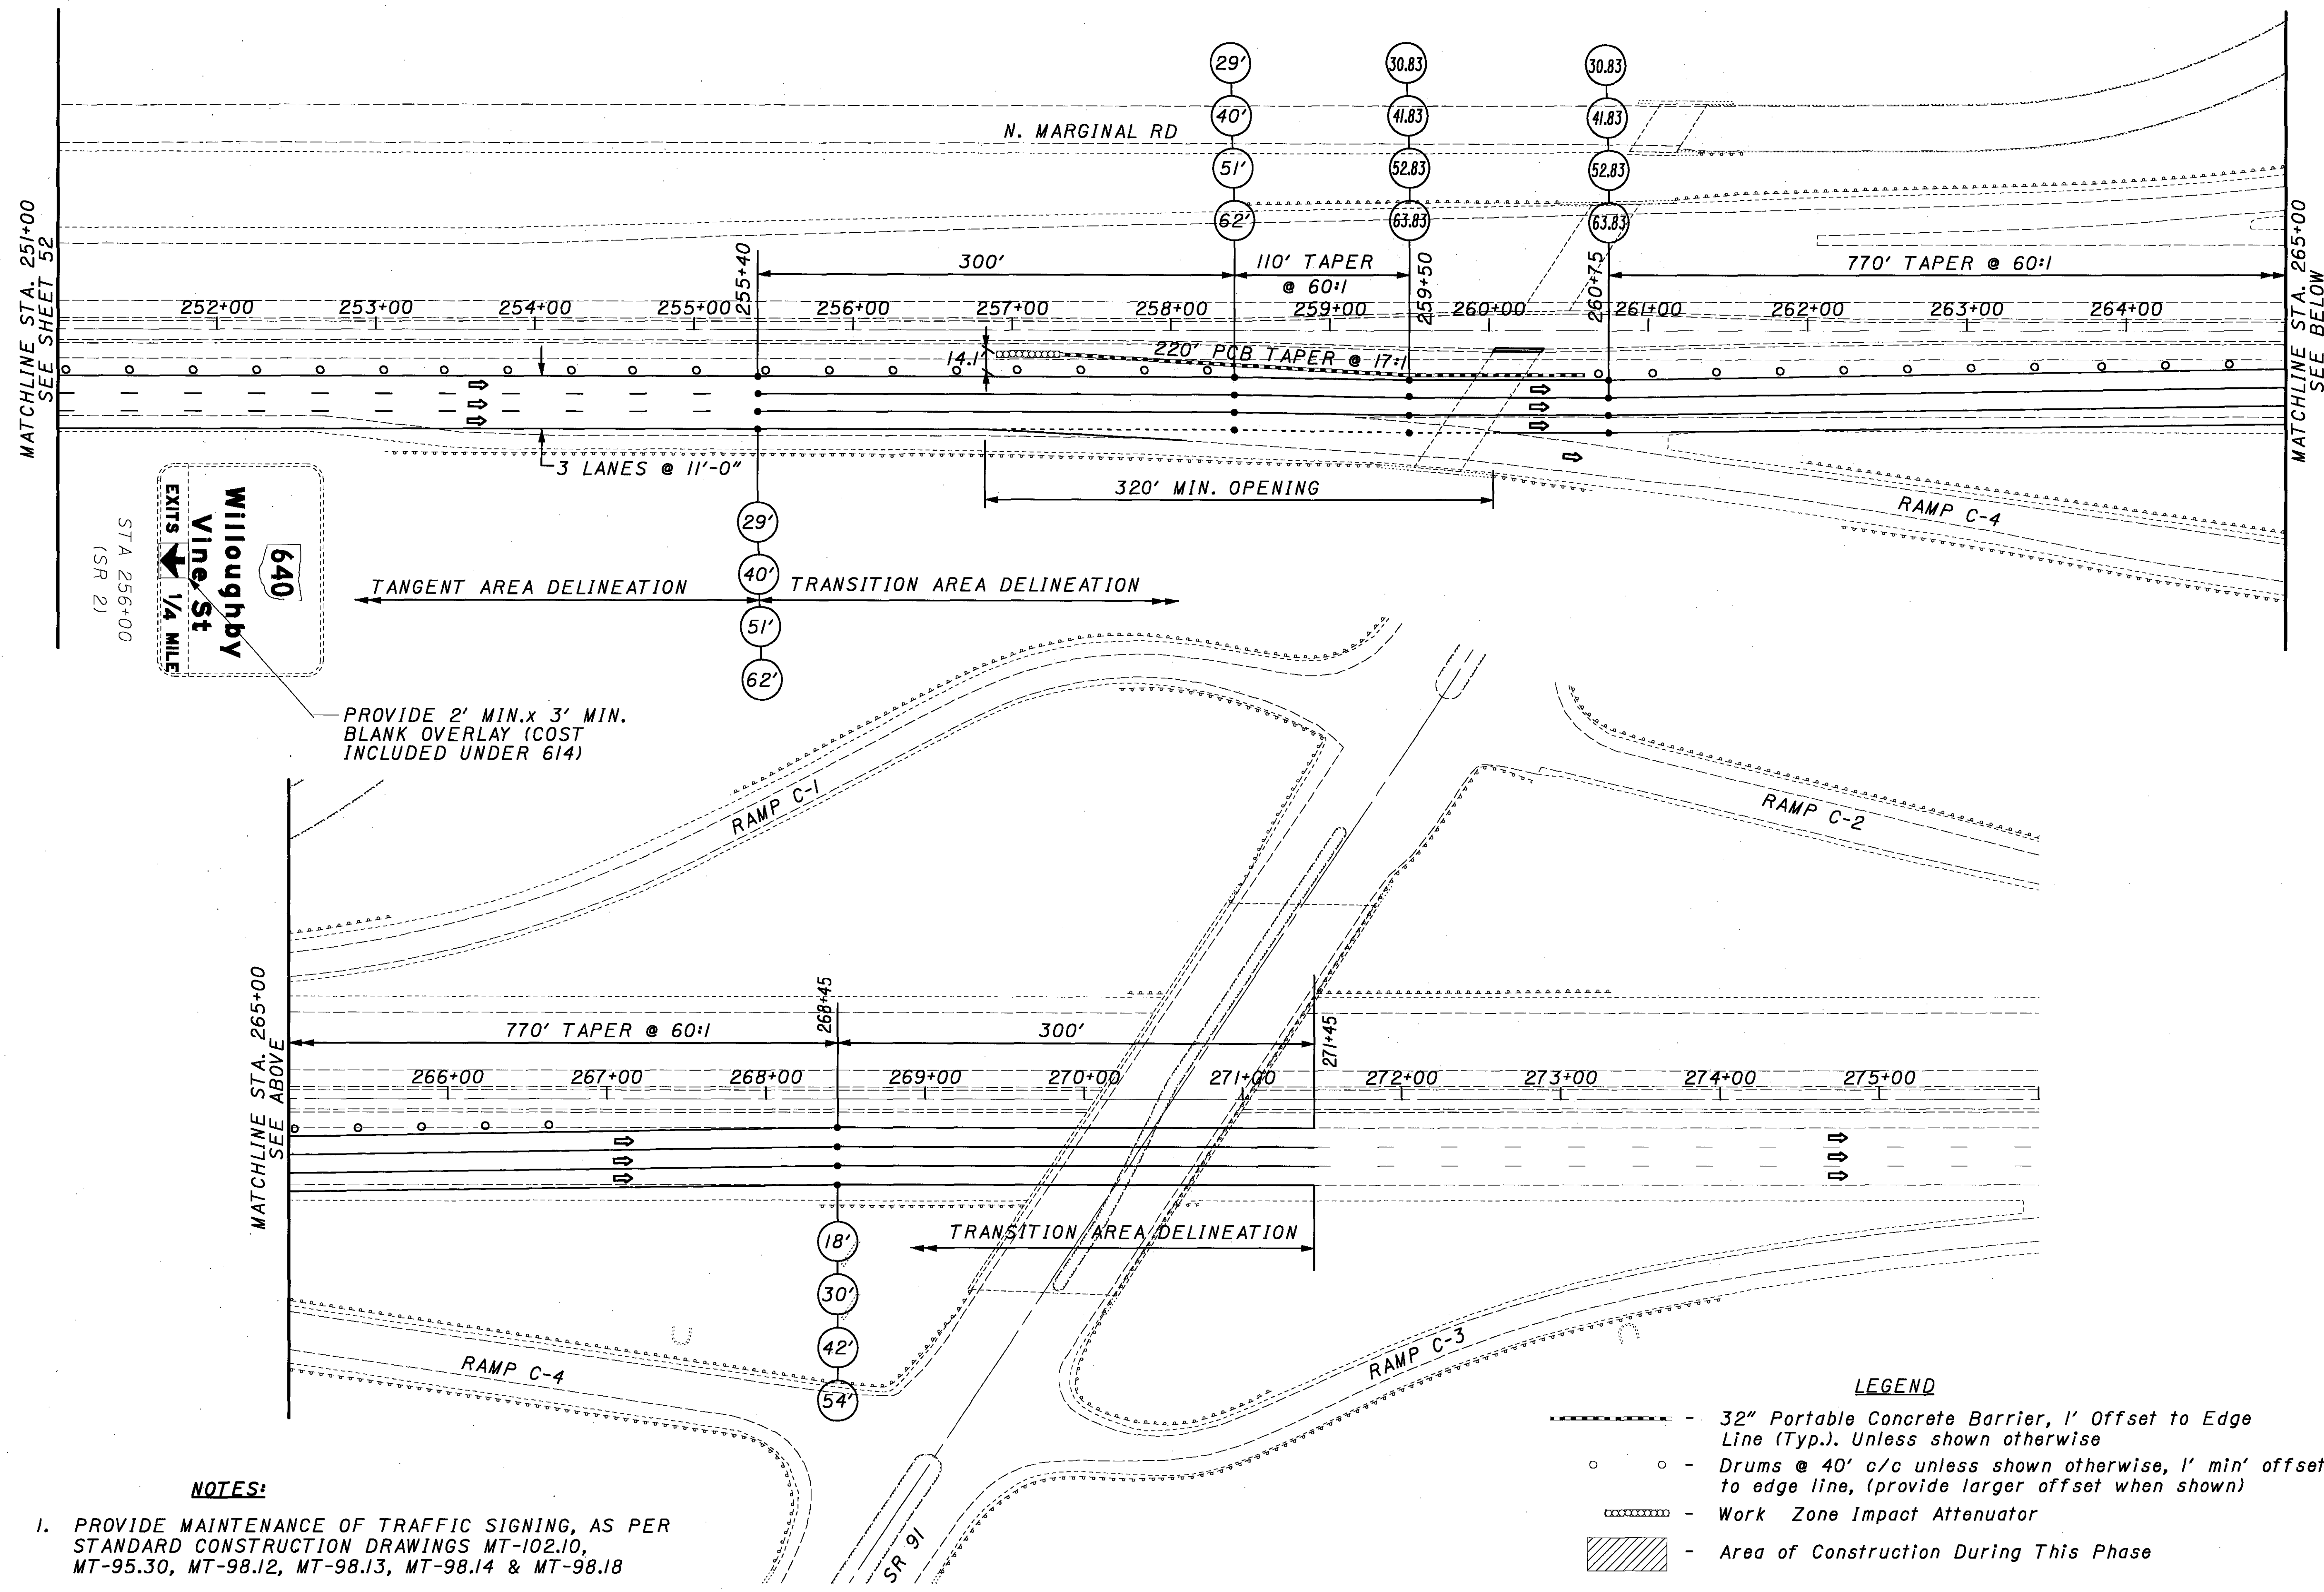 29'
40'
51'
62'
30.83
41.83
52.83
63.83
30.83
41.83
52.83
63.83
N. MARGINAL RD
MATCHLINE STA. 251+00
SEE SHEET 52
MATCHLINE STA. 265+00
SEE BELOW
300'
110' TAPER
@ 60:1
770' TAPER @ 60:1
255+40
259+50
260+75
252+00
253+00
254+00
255+00
256+00
257+00
258+00
259+00
260+00
261+00
262+00
263+00
264+00
14.1'
220' PCB TAPER @ 17:1
3 LANES @ 11'-0"
320' MIN. OPENING
RAMP C-4
640
Willoughby
Vine St
EXITS 1/4 MILE
STA 256+00
(SR 2)
29'
40'
51'
62'
TANGENT AREA DELINEATION
TRANSITION AREA DELINEATION
PROVIDE 2' MIN.x 3' MIN.
BLANK OVERLAY (COST
INCLUDED UNDER 614)
RAMP C-1
RAMP C-2
MATCHLINE STA. 265+00
SEE ABOVE
770' TAPER @ 60:1
268+45
300'
271+45
266+00
267+00
268+00
269+00
270+00
271+00
272+00
273+00
274+00
275+00
TRANSITION AREA DELINEATION
18'
30'
42'
54'
RAMP C-4
RAMP C-3
SR 91
LEGEND
- 32" Portable Concrete Barrier, 1' Offset to Edge
Line (Typ.). Unless shown otherwise
- Drums @ 40' c/c unless shown otherwise, 1' min' offset
to edge line, (provide larger offset when shown)
- Work Zone Impact Attenuator
- Area of Construction During This Phase
NOTES:
1. PROVIDE MAINTENANCE OF TRAFFIC SIGNING, AS PER
STANDARD CONSTRUCTION DRAWINGS MT-102.10,
MT-95.30, MT-98.12, MT-98.13, MT-98.14 & MT-98.18